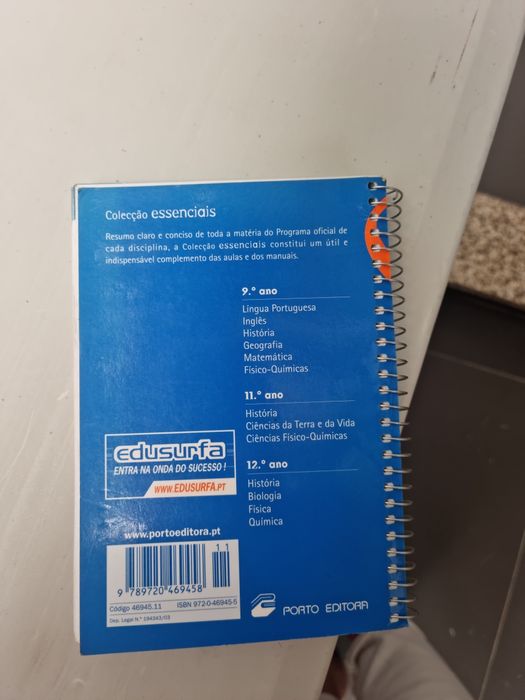 Colecção essenciais
Resumo claro e conciso de toda a matéria do Programa oficial de
cada disciplina, a Colecção essenciais constitui um útil e
indispensável complemento das aulas e dos manuais.
9.º ano
Língua Portuguesa
Inglês
História
Geografia
Matemática
Físico-Químicas
11.º ano
História
Ciências da Terra e da Vida
Ciências Físico-Químicas
12.º ano
História
Biologia
Física
Química
edusurfa
ENTRA NA ONDA DO SUCESSO !
WWW.EDUSURFA.PT
www.portoeditora.pt
11
9 789720 469458
Código 46945.11 ISBN 972-0-46945-5
Dep. Legal N.º 194343/03
PORTO EDITORA